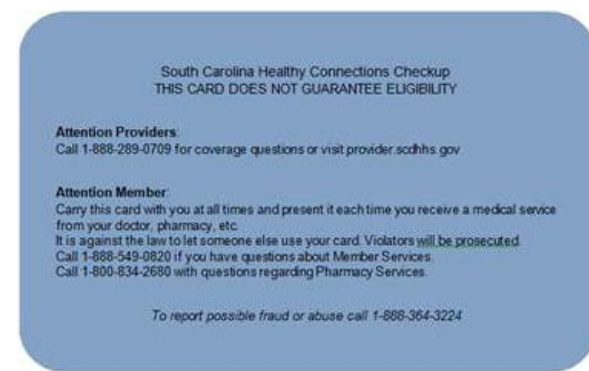 South Carolina Healthy Connections Checkup
THIS CARD DOES NOT GUARANTEE ELIGIBILITY
Attention Providers:
Call 1-888-289-0709 for coverage questions or visit provider.scdhhs.gov
Attention Member:
Carry this card with you at all times and present it each time you receive a medical service
from your doctor, pharmacy, etc.
It is against the law to let someone else use your card. Violators will be prosecuted.
Call 1-888-549-0820 if you have questions about Member Services.
Call 1-800-834-2680 with questions regarding Pharmacy Services.
To report possible fraud or abuse call 1-888-364-3224